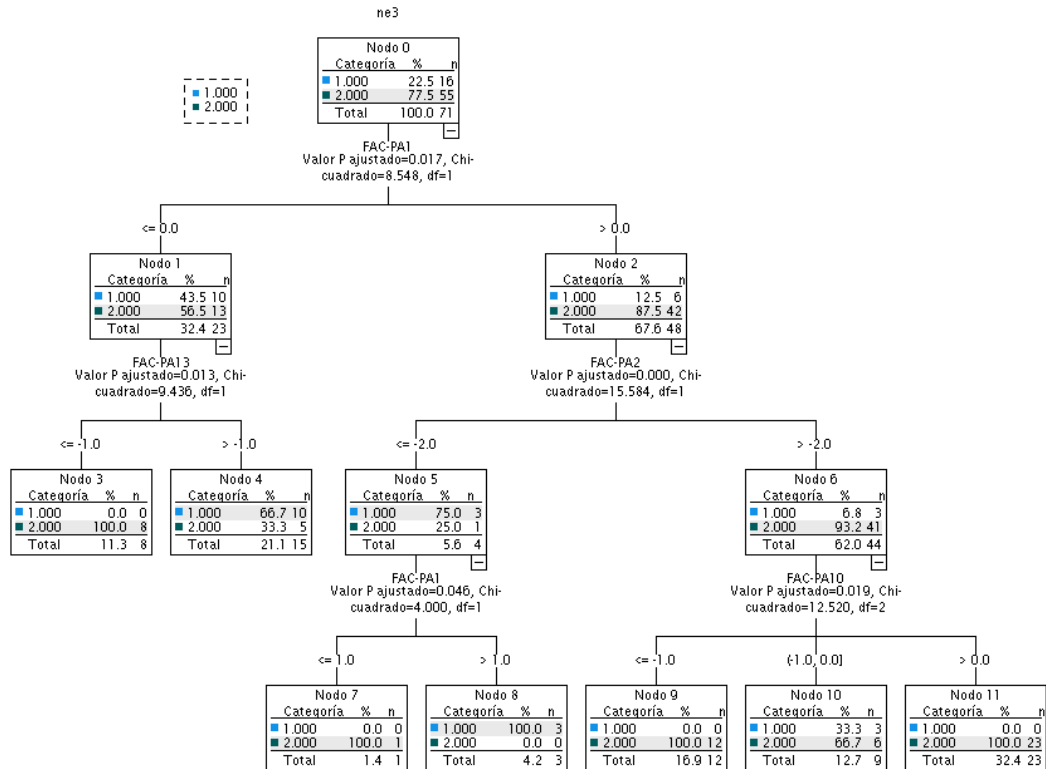 ne3
Nodo 0
Categoría % n
1.000 22.5 16
2.000 77.5 55
Total 100.0 71
1.000
2.000
FAC-PA1
Valor P ajustado=0.017, Chi-
cuadrado=8.548, df=1
<= 0.0
> 0.0
Nodo 1
Categoría % n
1.000 43.5 10
2.000 56.5 13
Total 32.4 23
Nodo 2
Categoría % n
1.000 12.5 6
2.000 87.5 42
Total 67.6 48
FAC-PA13
Valor P ajustado=0.013, Chi-
cuadrado=9.436, df=1
FAC-PA2
Valor P ajustado=0.000, Chi-
cuadrado=15.584, df=1
<= -1.0
> -1.0
<= -2.0
> -2.0
Nodo 3
Categoría % n
1.000 0.0 0
2.000 100.0 8
Total 11.3 8
Nodo 4
Categoría % n
1.000 66.7 10
2.000 33.3 5
Total 21.1 15
Nodo 5
Categoría % n
1.000 75.0 3
2.000 25.0 1
Total 5.6 4
Nodo 6
Categoría % n
1.000 6.8 3
2.000 93.2 41
Total 62.0 44
FAC-PA1
Valor P ajustado=0.046, Chi-
cuadrado=4.000, df=1
FAC-PA10
Valor P ajustado=0.019, Chi-
cuadrado=12.520, df=2
<= 1.0
> 1.0
<= -1.0
(-1.0, 0.0]
> 0.0
Nodo 7
Categoría % n
1.000 0.0 0
2.000 100.0 1
Total 1.4 1
Nodo 8
Categoría % n
1.000 100.0 3
2.000 0.0 0
Total 4.2 3
Nodo 9
Categoría % n
1.000 0.0 0
2.000 100.0 12
Total 16.9 12
Nodo 10
Categoría % n
1.000 33.3 3
2.000 66.7 6
Total 12.7 9
Nodo 11
Categoría % n
1.000 0.0 0
2.000 100.0 23
Total 32.4 23